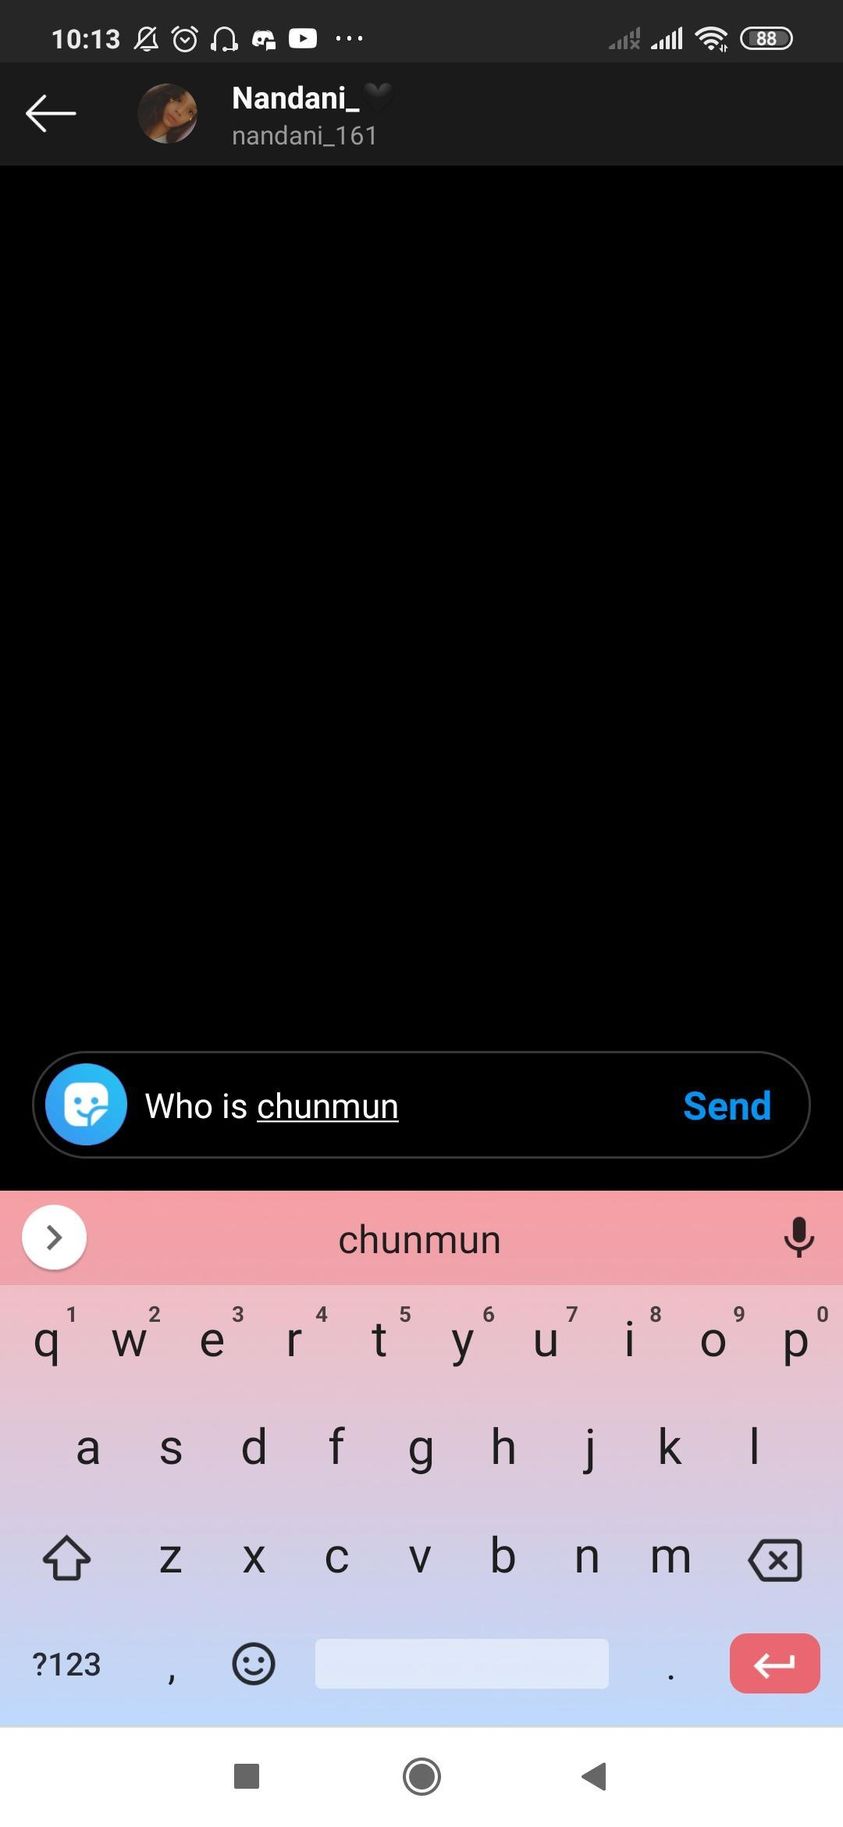 10:13 88
Nandani_🖤
nandani_161
Who is chunmun Send
chunmun
1 2 3 4 5 6 7 8 9 0
q w e r t y u i o p
a s d f g h j k l
z x c v b n m
?123 , .